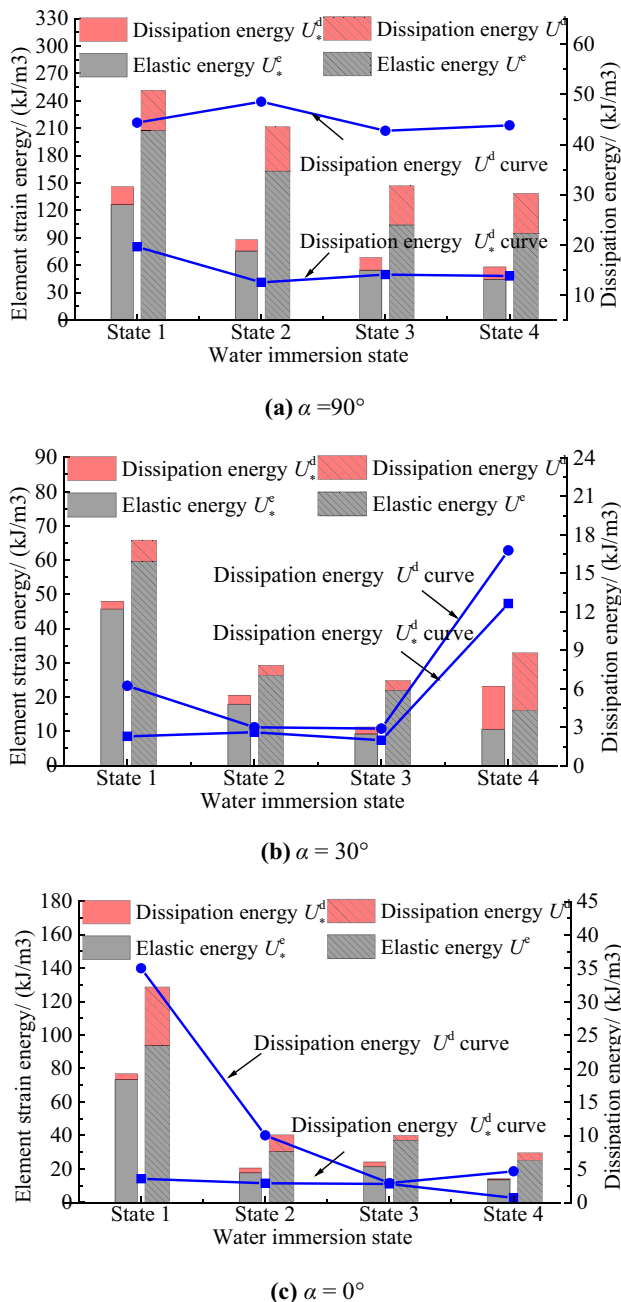 330
300
270
240
210
180
150
120
90
60
30
0
Element strain energy/ (kJ/m3)
Dissipation energy U*d Dissipation energy Ud
Elastic energy U*e Elastic energy Ue
Dissipation energy Ud curve
Dissipation energy U*d curve
60
50
40
30
20
10
Dissipation energy/ (kJ/m3)
State 1 State 2 State 3 State 4
Water immersion state
(a) α =90°
90
80
70
60
50
40
30
20
10
0
Element strain energy/ (kJ/m3)
Dissipation energy U*d Dissipation energy Ud
Elastic energy U*e Elastic energy Ue
Dissipation energy Ud curve
Dissipation energy U*d curve
24
21
18
15
12
9
6
3
0
Dissipation energy/ (kJ/m3)
State 1 State 2 State 3 State 4
Water immersion state
(b) α = 30°
180
160
140
120
100
80
60
40
20
0
Element strain energy/ (kJ/m3)
Dissipation energy U*d Dissipation energy Ud
Elastic energy U*e Elastic energy Ue
Dissipation energy Ud curve
Dissipation energy U*d curve
45
40
35
30
25
20
15
10
5
0
Dissipation energy/ (kJ/m3)
State 1 State 2 State 3 State 4
Water immersion state
(c) α = 0°